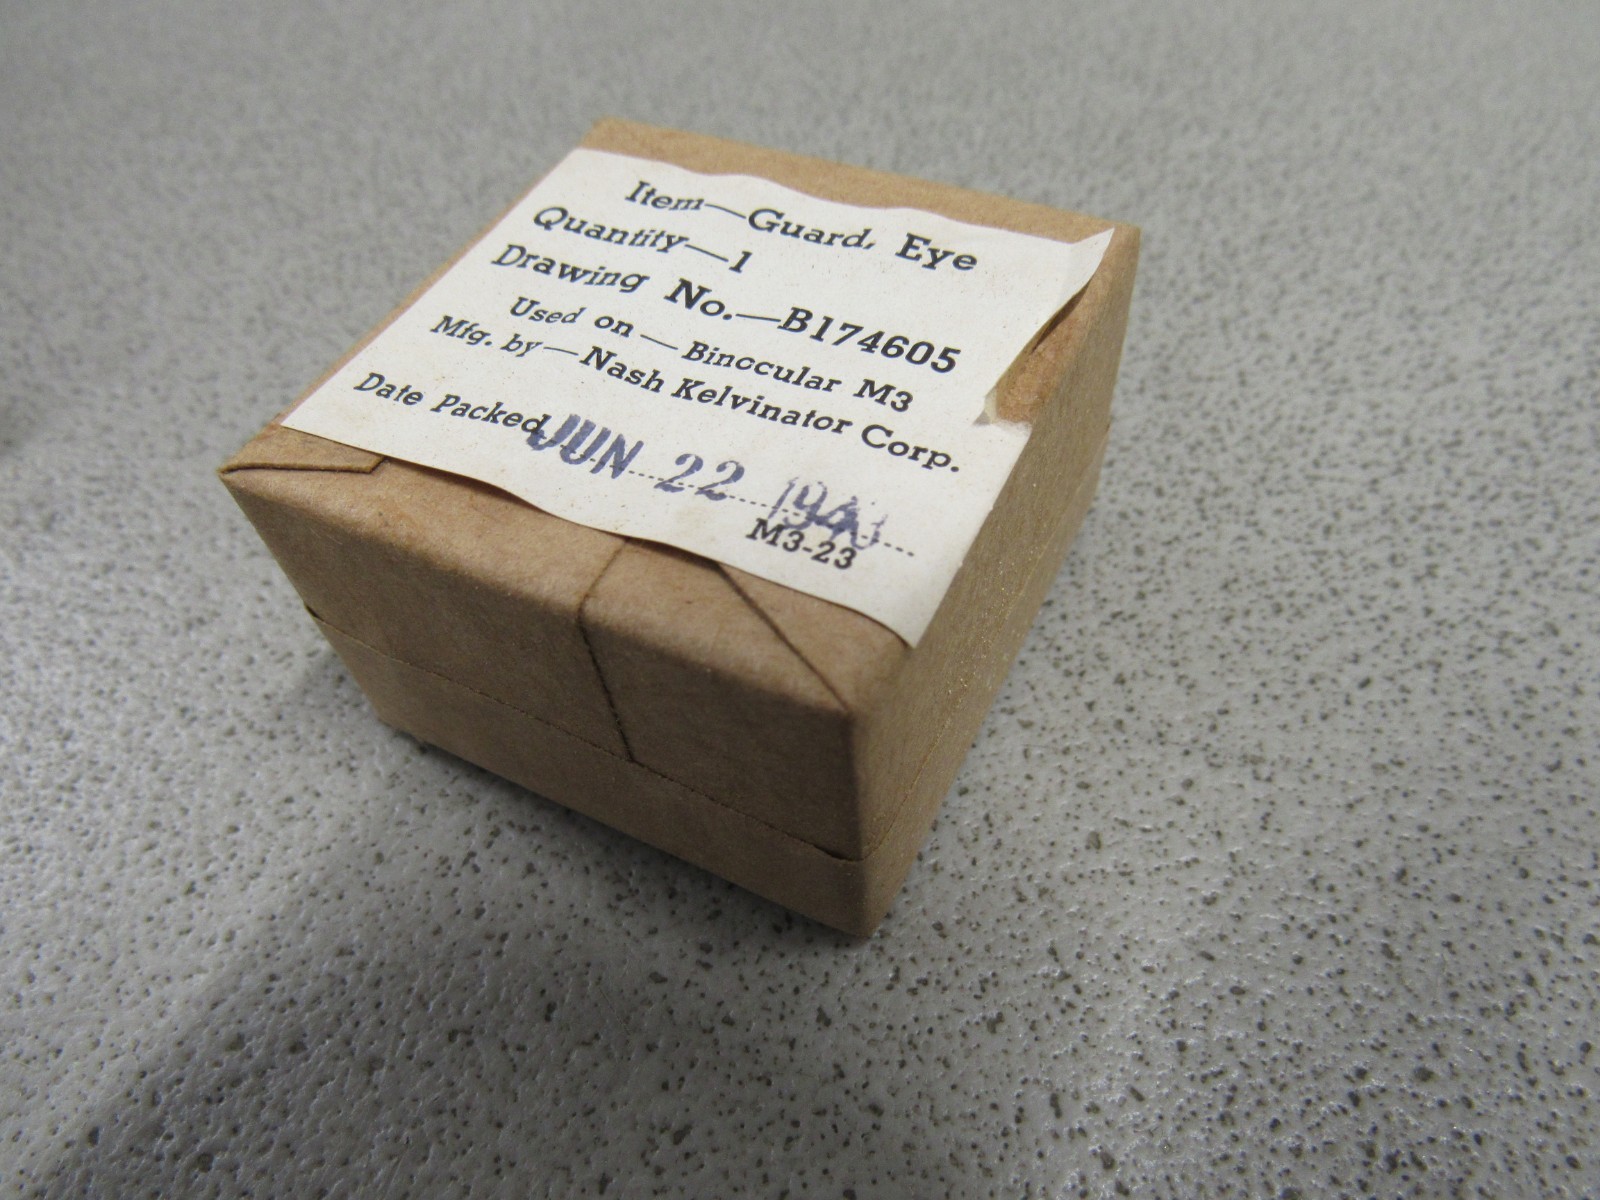 Item—Guard, Eye
Quantity—1
Drawing No.—B174605
Used on—Binocular M3
Mfg. by—Nash Kelvinator Corp.
Date Packed JUN 22
M3-23